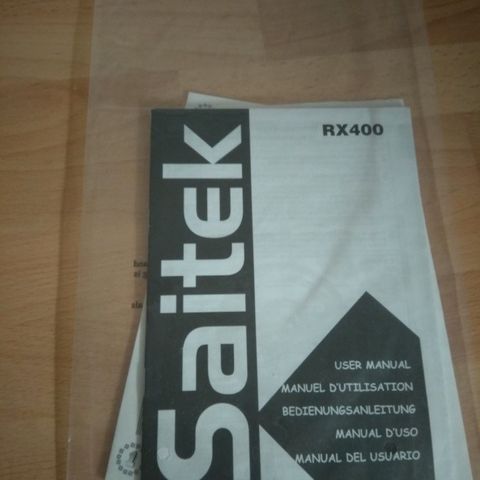 RX400
Saitek
USER MANUAL
MANUEL D'UTILISATION
BEDIENUNGSANLEITUNG
MANUAL D'USO
MANUAL DEL USUARIO